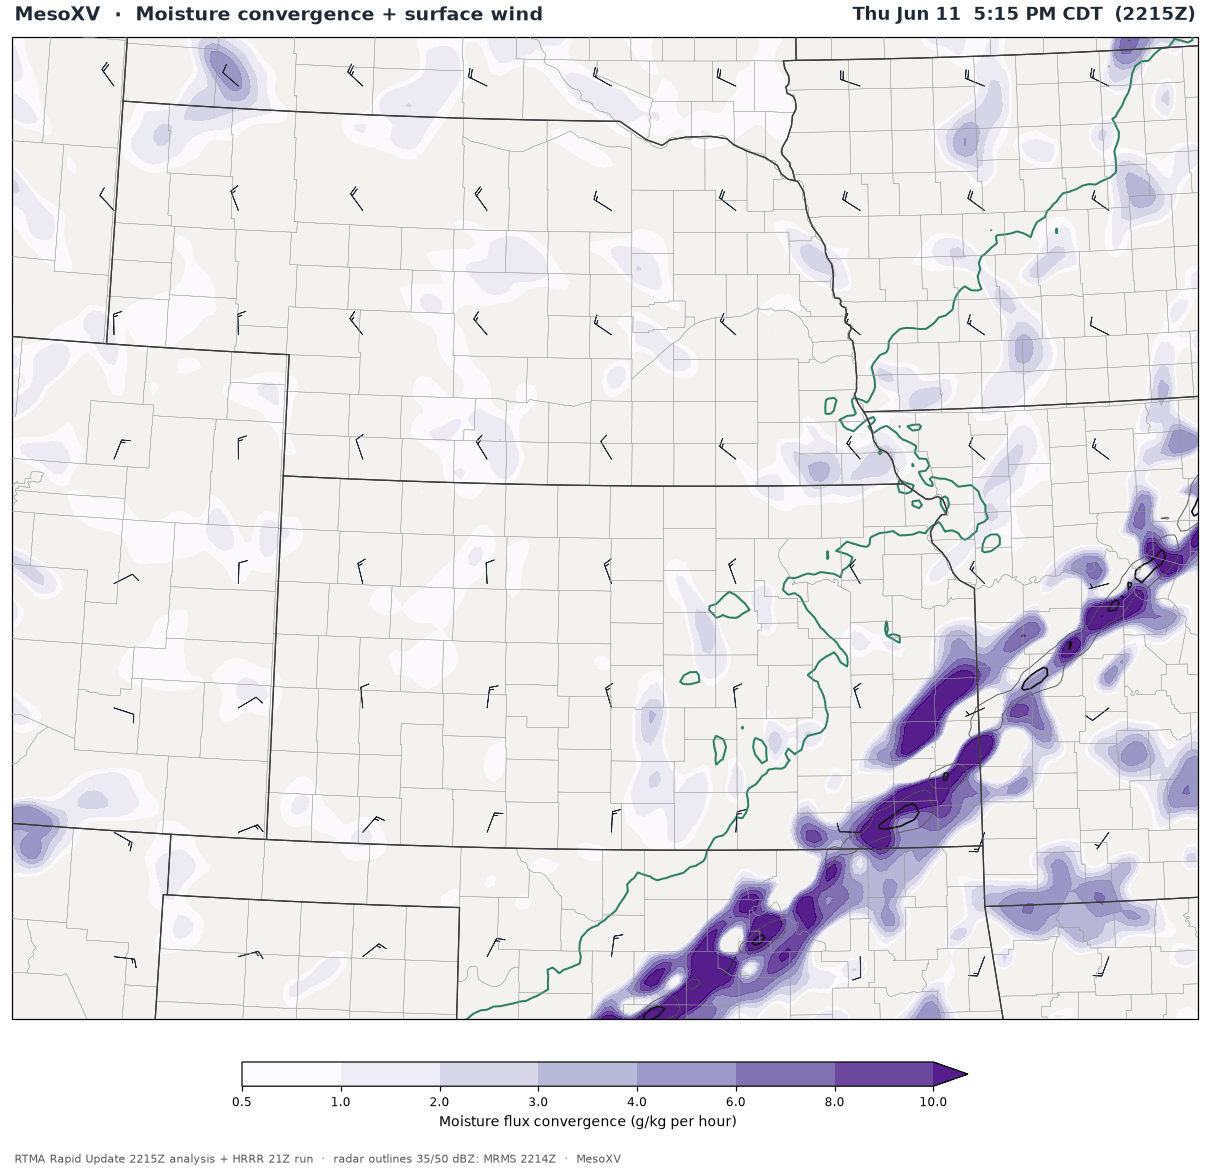 MesoXV · Moisture convergence + surface wind
Thu Jun 11 5:15 PM CDT (2215Z)
0.5 1.0 2.0 3.0 4.0 6.0 8.0 10.0
Moisture flux convergence (g/kg per hour)
RTMA Rapid Update 2215Z analysis + HRRR 21Z run · radar outlines 35/50 dBZ: MRMS 2214Z · MesoXV